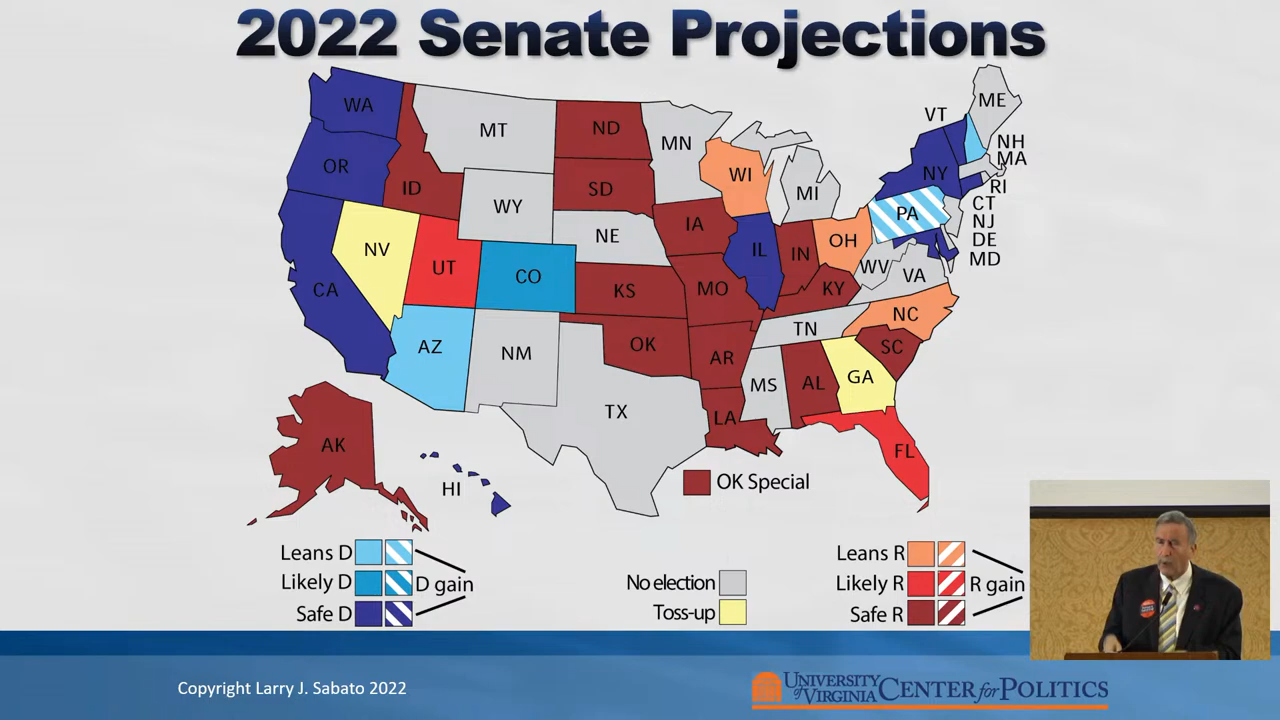 2022 Senate Projections
WA
MT
ND
MN
ME
VT
NH
MA
OR
ID
SD
WI
MI
NY
RI
WY
CT
PA
NJ
NV
NE
IA
DE
MD
UT
CO
IL
IN
OH
WV
VA
CA
KS
MO
KY
NC
TN
AZ
NM
OK
AR
SC
MS
AL
GA
TX
LA
AK
FL
HI
OK Special
Leans D
Likely D
Safe D
D gain
No election
Toss-up
Leans R
Likely R
Safe R
R gain
Copyright Larry J. Sabato 2022
UNIVERSITY of VIRGINIA CENTER for POLITICS